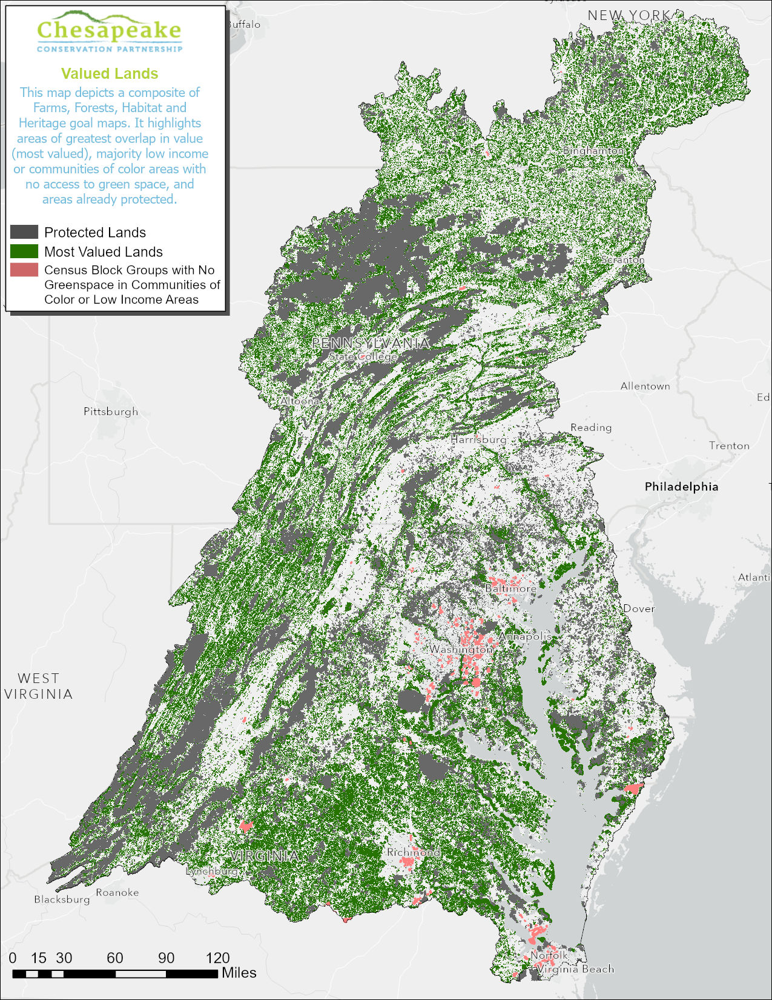 Chesapeake
CONSERVATION PARTNERSHIP
Valued Lands
This map depicts a composite of
Farms, Forests, Habitat and
Heritage goal maps. It highlights
areas of greatest overlap in value
(most valued), majority low income
or communities of color areas with
no access to green space, and
areas already protected.
Protected Lands
Most Valued Lands
Census Block Groups with No
Greenspace in Communities of
Color or Low Income Areas
NEW YORK
Binghamton
Scranton
PENNSYLVANIA
State College
Allentown
Altoona
Pittsburgh
Reading
Harrisburg
Trenton
Philadelphia
Baltimore
Dover
Annapolis
Washington
WEST
VIRGINIA
Richmond
VIRGINIA
Lynchburg
Roanoke
Blacksburg
Norfolk
Virginia Beach
0 15 30 60 90 120
Miles